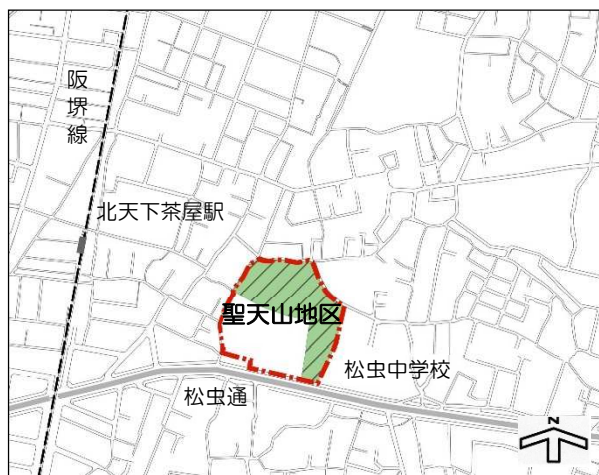 阪堺線
北天下茶屋駅
聖天山地区
松虫中学校
松虫通
N